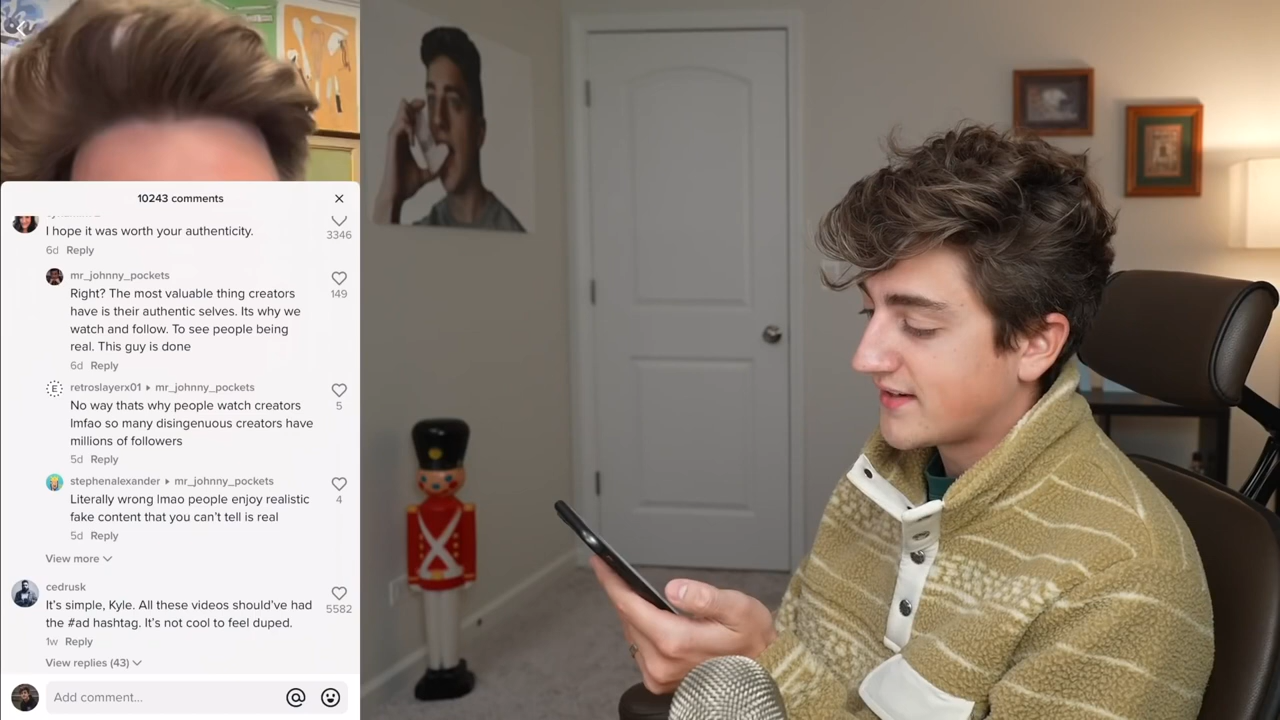 10243 comments
I hope it was worth your authenticity.
3346
6d Reply
mr_johnny_pockets
Right? The most valuable thing creators
have is their authentic selves. Its why we
watch and follow. To see people being
real. This guy is done
149
6d Reply
retroslayerx01 mr_johnny_pockets
No way thats why people watch creators
lmfao so many disingenuous creators have
millions of followers
5
5d Reply
stephenalexander mr_johnny_pockets
Literally wrong lmao people enjoy realistic
fake content that you can't tell is real
4
5d Reply
View more
cedrusk
It's simple, Kyle. All these videos should've had
the #ad hashtag. It's not cool to feel duped.
5582
1w Reply
View replies (43)
Add comment...
@